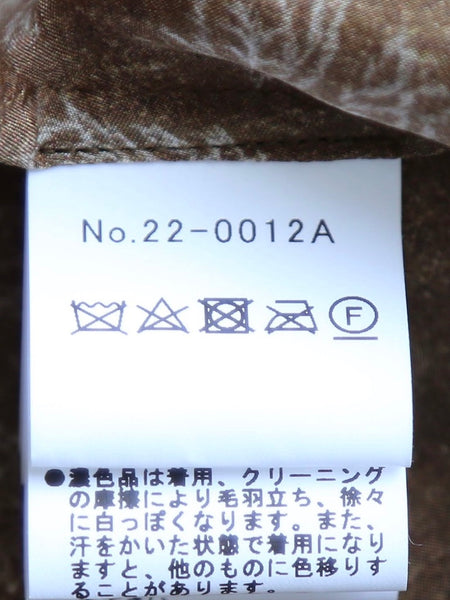 No.22-0012A
F
●濃色品は着用、クリーニング
の摩擦により毛羽立ち、徐々
に白っぽくなります。また、
汗をかいた状態で着用になり
ますと、他のものに色移りす
ることがあります。